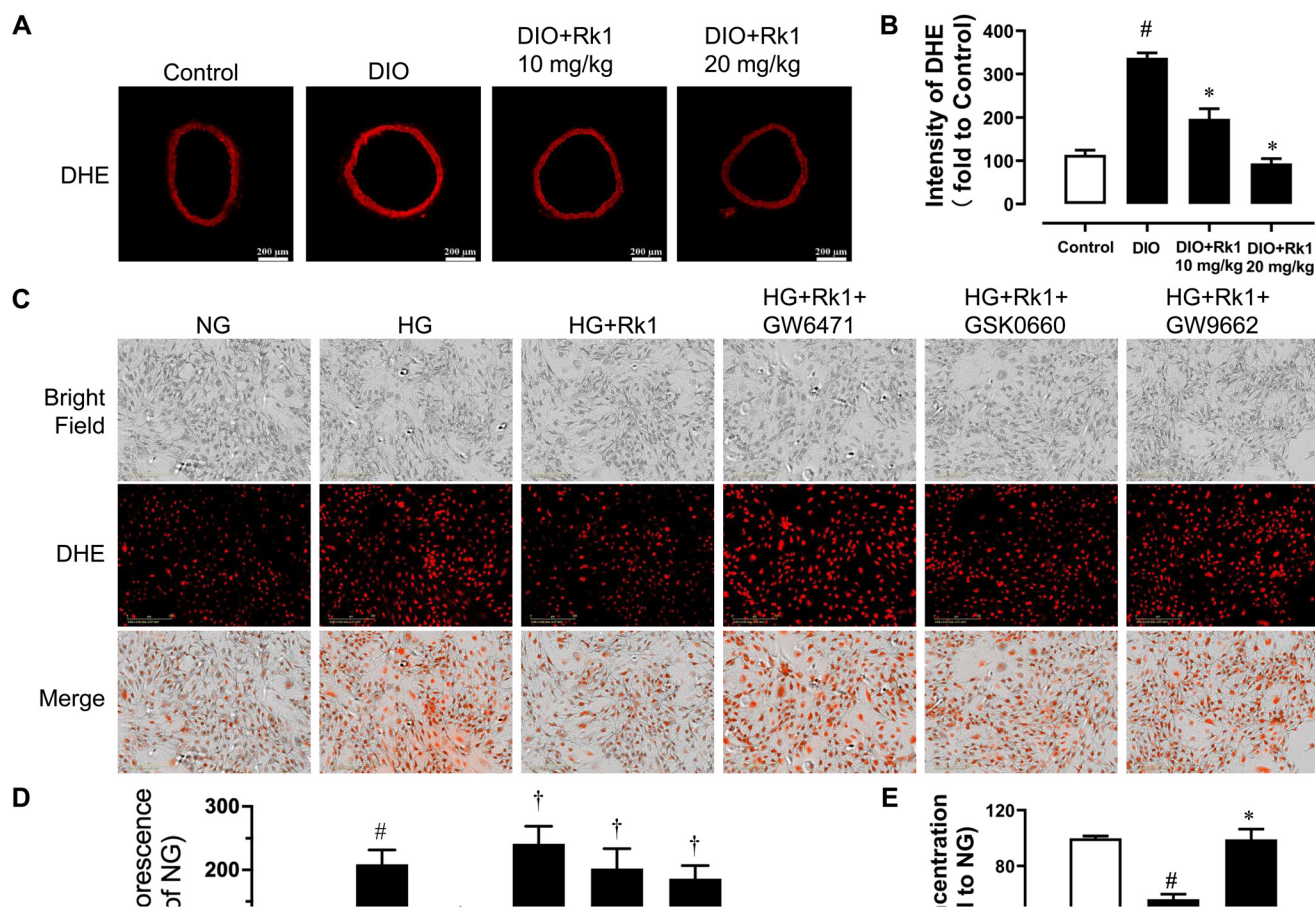 A
Control
DIO
DIO+Rk1
10 mg/kg
DIO+Rk1
20 mg/kg
DHE
200 µm
200 µm
200 µm
200 µm
B
Intensity of DHE
( fold to Control)
400
300
200
100
0
#
*
*
Control
DIO
DIO+Rk1
10 mg/kg
DIO+Rk1
20 mg/kg
C
NG
HG
HG+Rk1
HG+Rk1+
GW6471
HG+Rk1+
GSK0660
HG+Rk1+
GW9662
Bright
Field
DHE
Merge
D
300
200
#
†
†
†
of NG)
E
120
80
#
*
to NG)